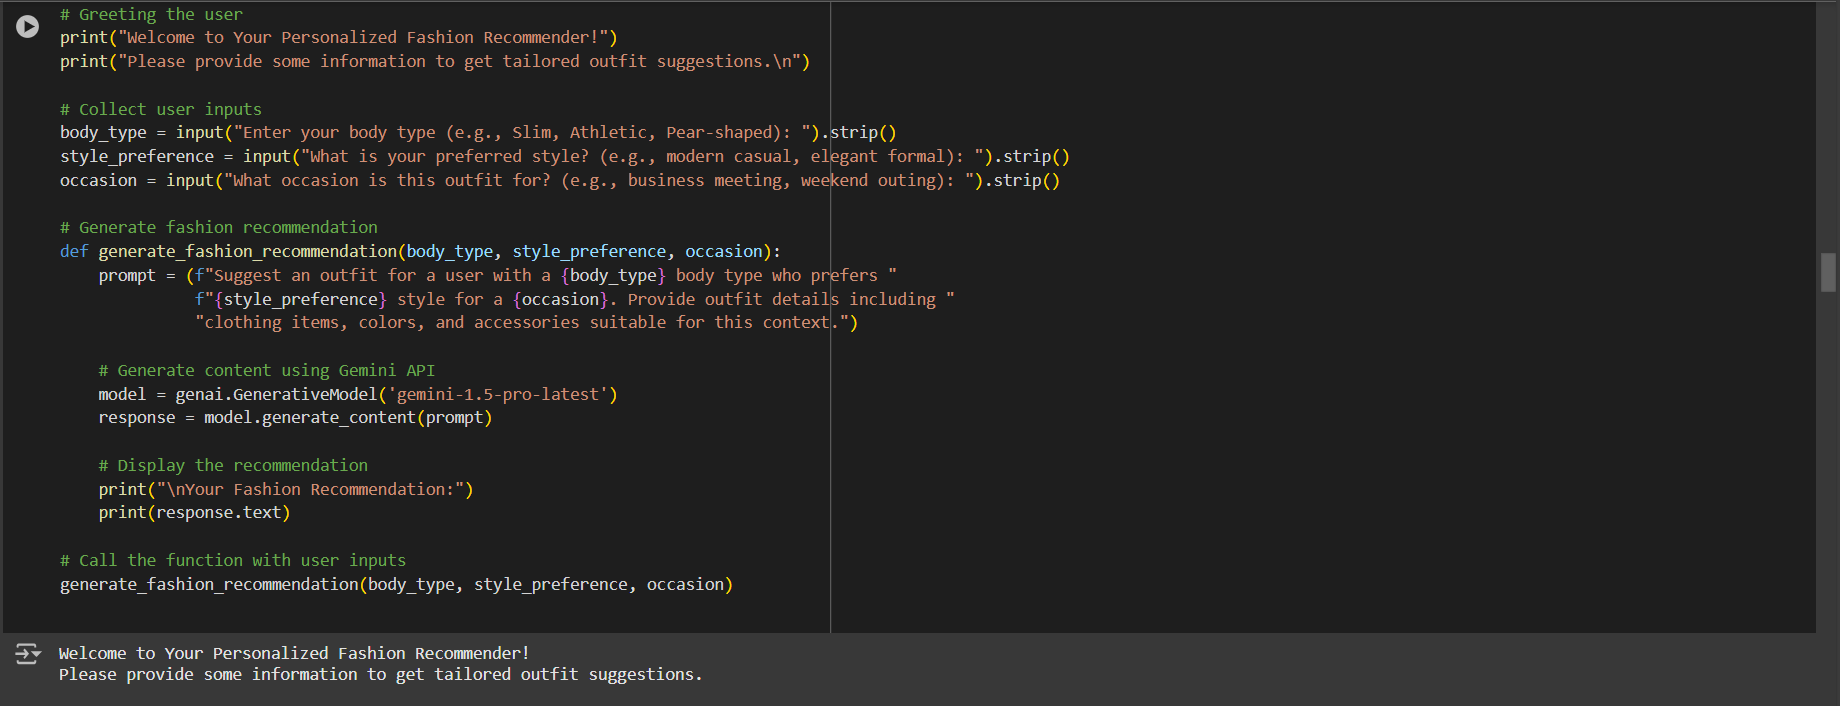 # Greeting the user
print("Welcome to Your Personalized Fashion Recommender!")
print("Please provide some information to get tailored outfit suggestions.\n")
# Collect user inputs
body_type = input("Enter your body type (e.g., Slim, Athletic, Pear-shaped): ").strip()
style_preference = input("What is your preferred style? (e.g., modern casual, elegant formal): ").strip()
occasion = input("What occasion is this outfit for? (e.g., business meeting, weekend outing): ").strip()
# Generate fashion recommendation
def generate_fashion_recommendation(body_type, style_preference, occasion):
    prompt = (f"Suggest an outfit for a user with a {body_type} body type who prefers "
              f"{style_preference} style for a {occasion}. Provide outfit details including "
              "clothing items, colors, and accessories suitable for this context.")
    # Generate content using Gemini API
    model = genai.GenerativeModel('gemini-1.5-pro-latest')
    response = model.generate_content(prompt)
    # Display the recommendation
    print("\nYour Fashion Recommendation:")
    print(response.text)
# Call the function with user inputs
generate_fashion_recommendation(body_type, style_preference, occasion)
Welcome to Your Personalized Fashion Recommender!
Please provide some information to get tailored outfit suggestions.